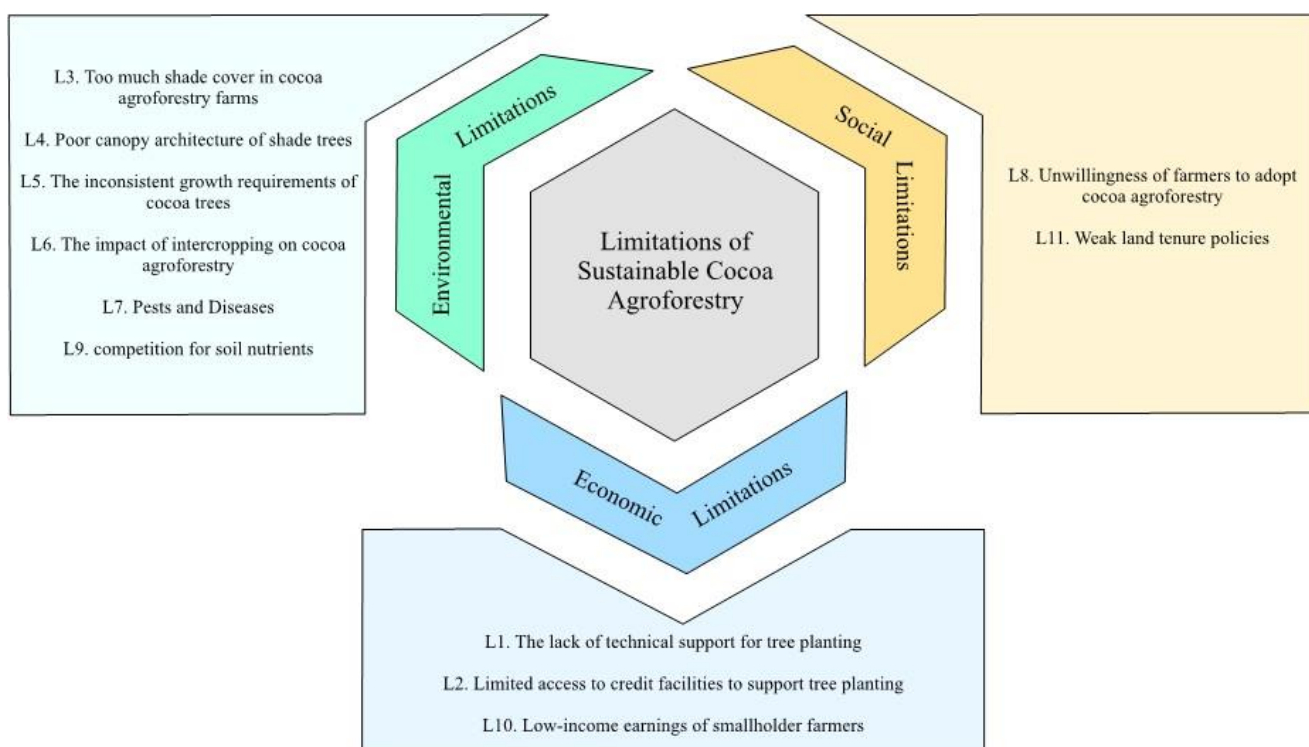 L3. Too much shade cover in cocoa
agroforestry farms
L4. Poor canopy architecture of shade trees
L5. The inconsistent growth requirements of
cocoa trees
L6. The impact of intercropping on cocoa
agroforestry
L7. Pests and Diseases
L9. competition for soil nutrients
Environmental
Limitations
Social
Limitations
L8. Unwillingness of farmers to adopt
cocoa agroforestry
L11. Weak land tenure policies
Limitations of
Sustainable Cocoa
Agroforestry
Economic
Limitations
L1. The lack of technical support for tree planting
L2. Limited access to credit facilities to support tree planting
L10. Low-income earnings of smallholder farmers